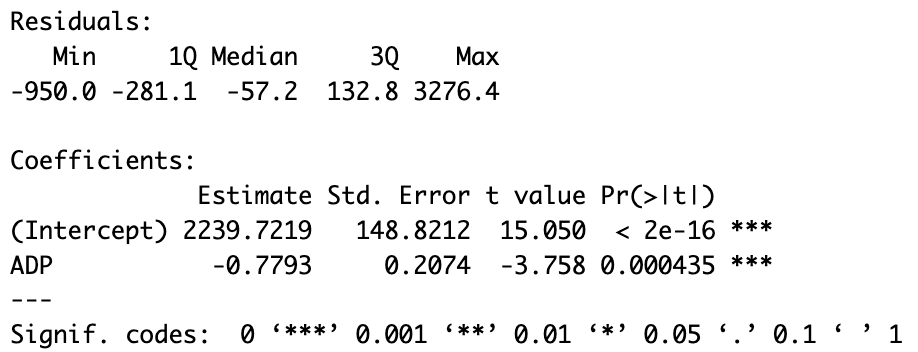 Residuals:
   Min     1Q Median     3Q    Max
-950.0 -281.1  -57.2  132.8 3276.4
Coefficients:
             Estimate Std. Error t value Pr(>|t|)
(Intercept) 2239.7219   148.8212  15.050  < 2e-16 ***
ADP           -0.7793     0.2074  -3.758 0.000435 ***
---
Signif. codes:  0 ‘***’ 0.001 ‘**’ 0.01 ‘*’ 0.05 ‘.’ 0.1 ‘ ’ 1